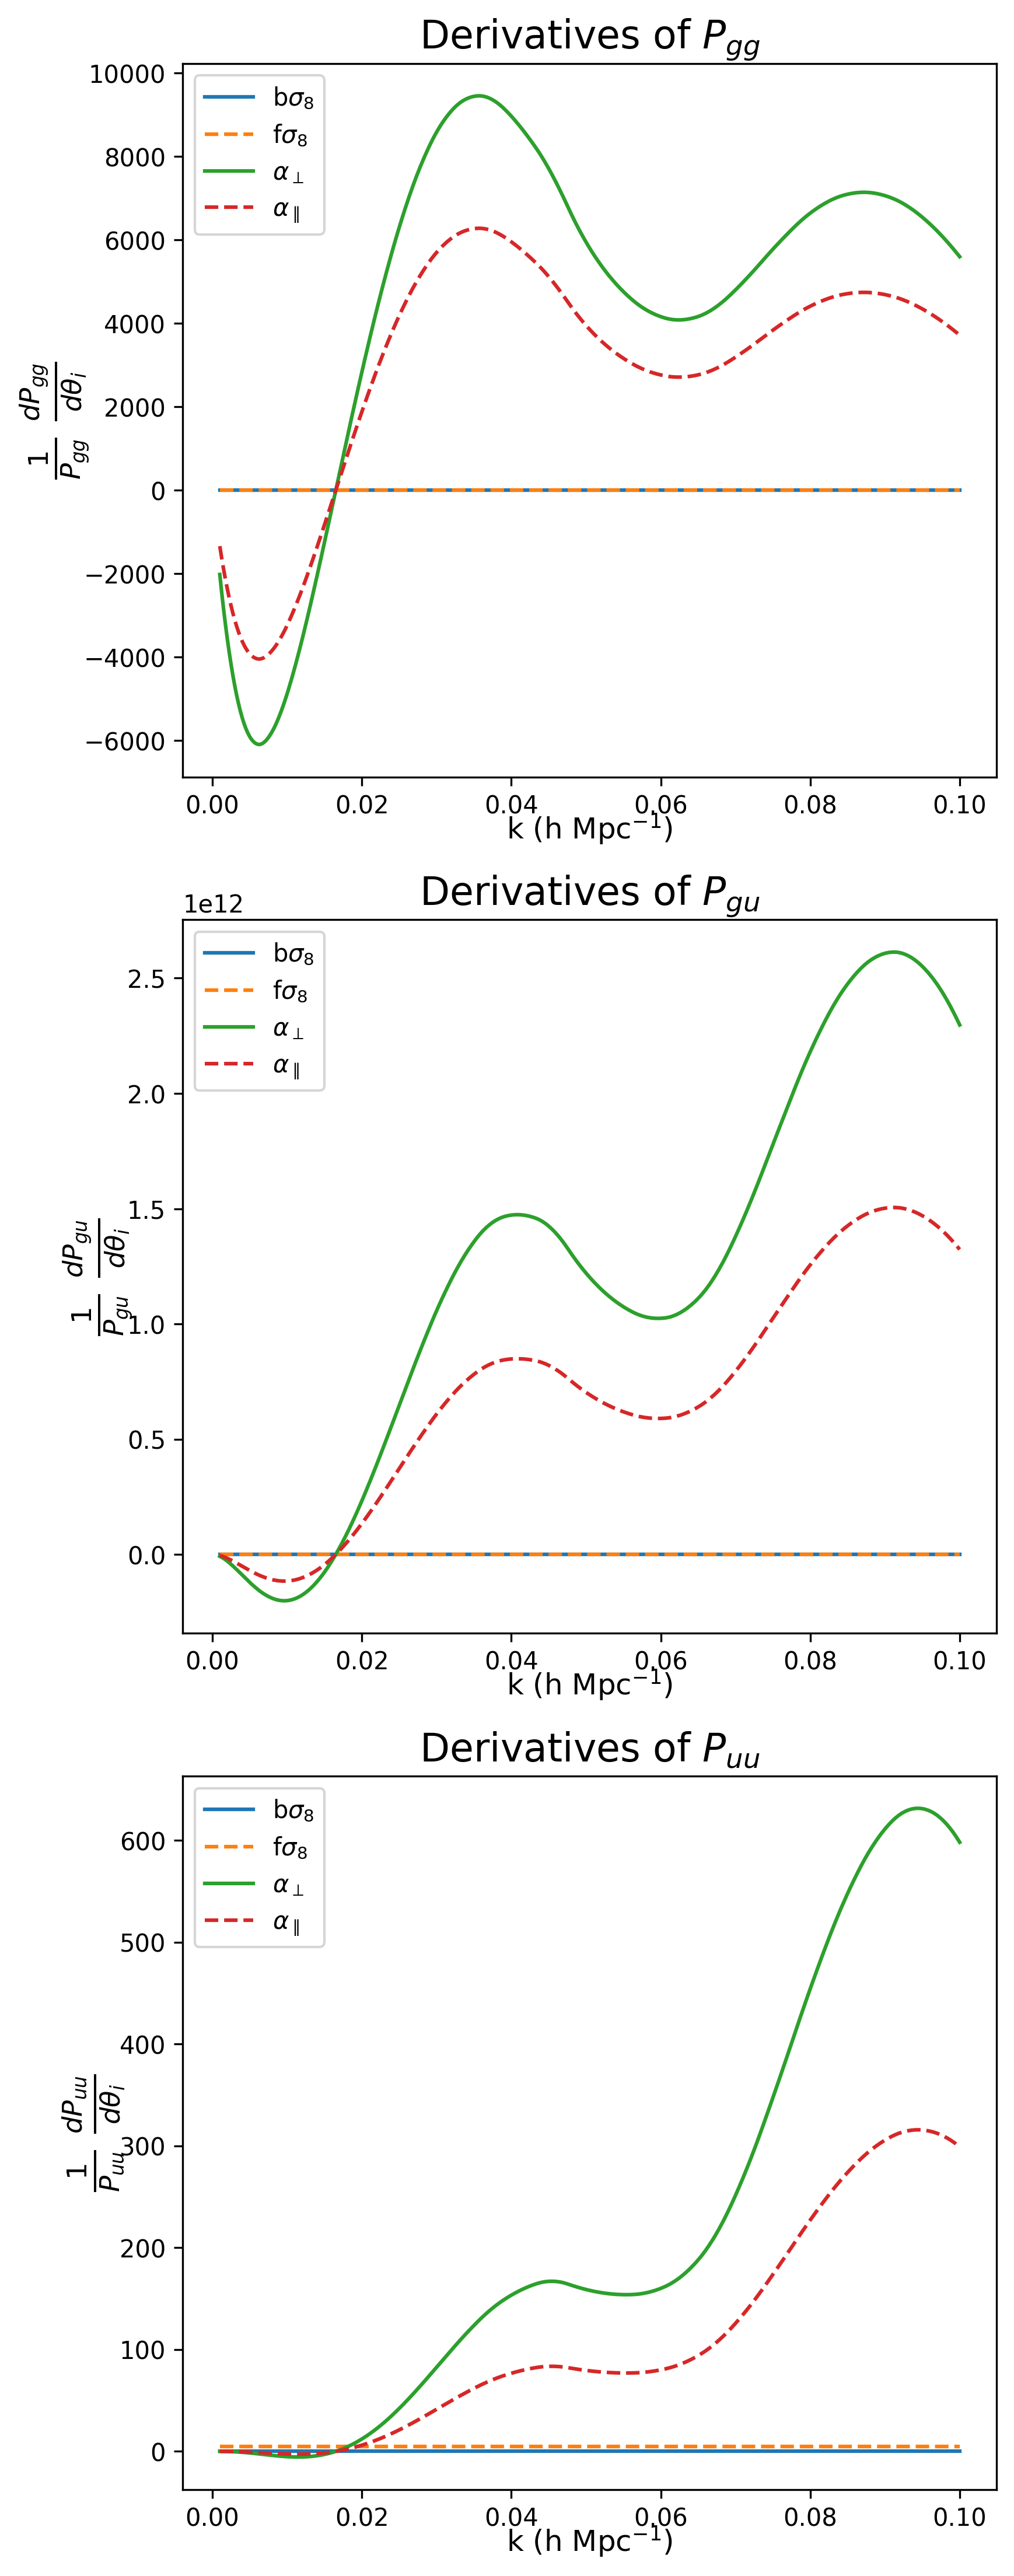 Derivatives of P_gg
10000
8000
6000
4000
2000
0
−2000
−4000
−6000
bσ8
fσ8
α⊥
α∥
1/P_gg dP_gg/dθ_i
0.00 0.02 0.04 0.06 0.08 0.10
k (h Mpc⁻¹)
Derivatives of P_gu
1e12
2.5
2.0
1.5
1.0
0.5
0.0
bσ8
fσ8
α⊥
α∥
1/P_gu dP_gu/dθ_i
0.00 0.02 0.04 0.06 0.08 0.10
k (h Mpc⁻¹)
Derivatives of P_uu
600
500
400
300
200
100
0
bσ8
fσ8
α⊥
α∥
1/P_uu dP_uu/dθ_i
0.00 0.02 0.04 0.06 0.08 0.10
k (h Mpc⁻¹)